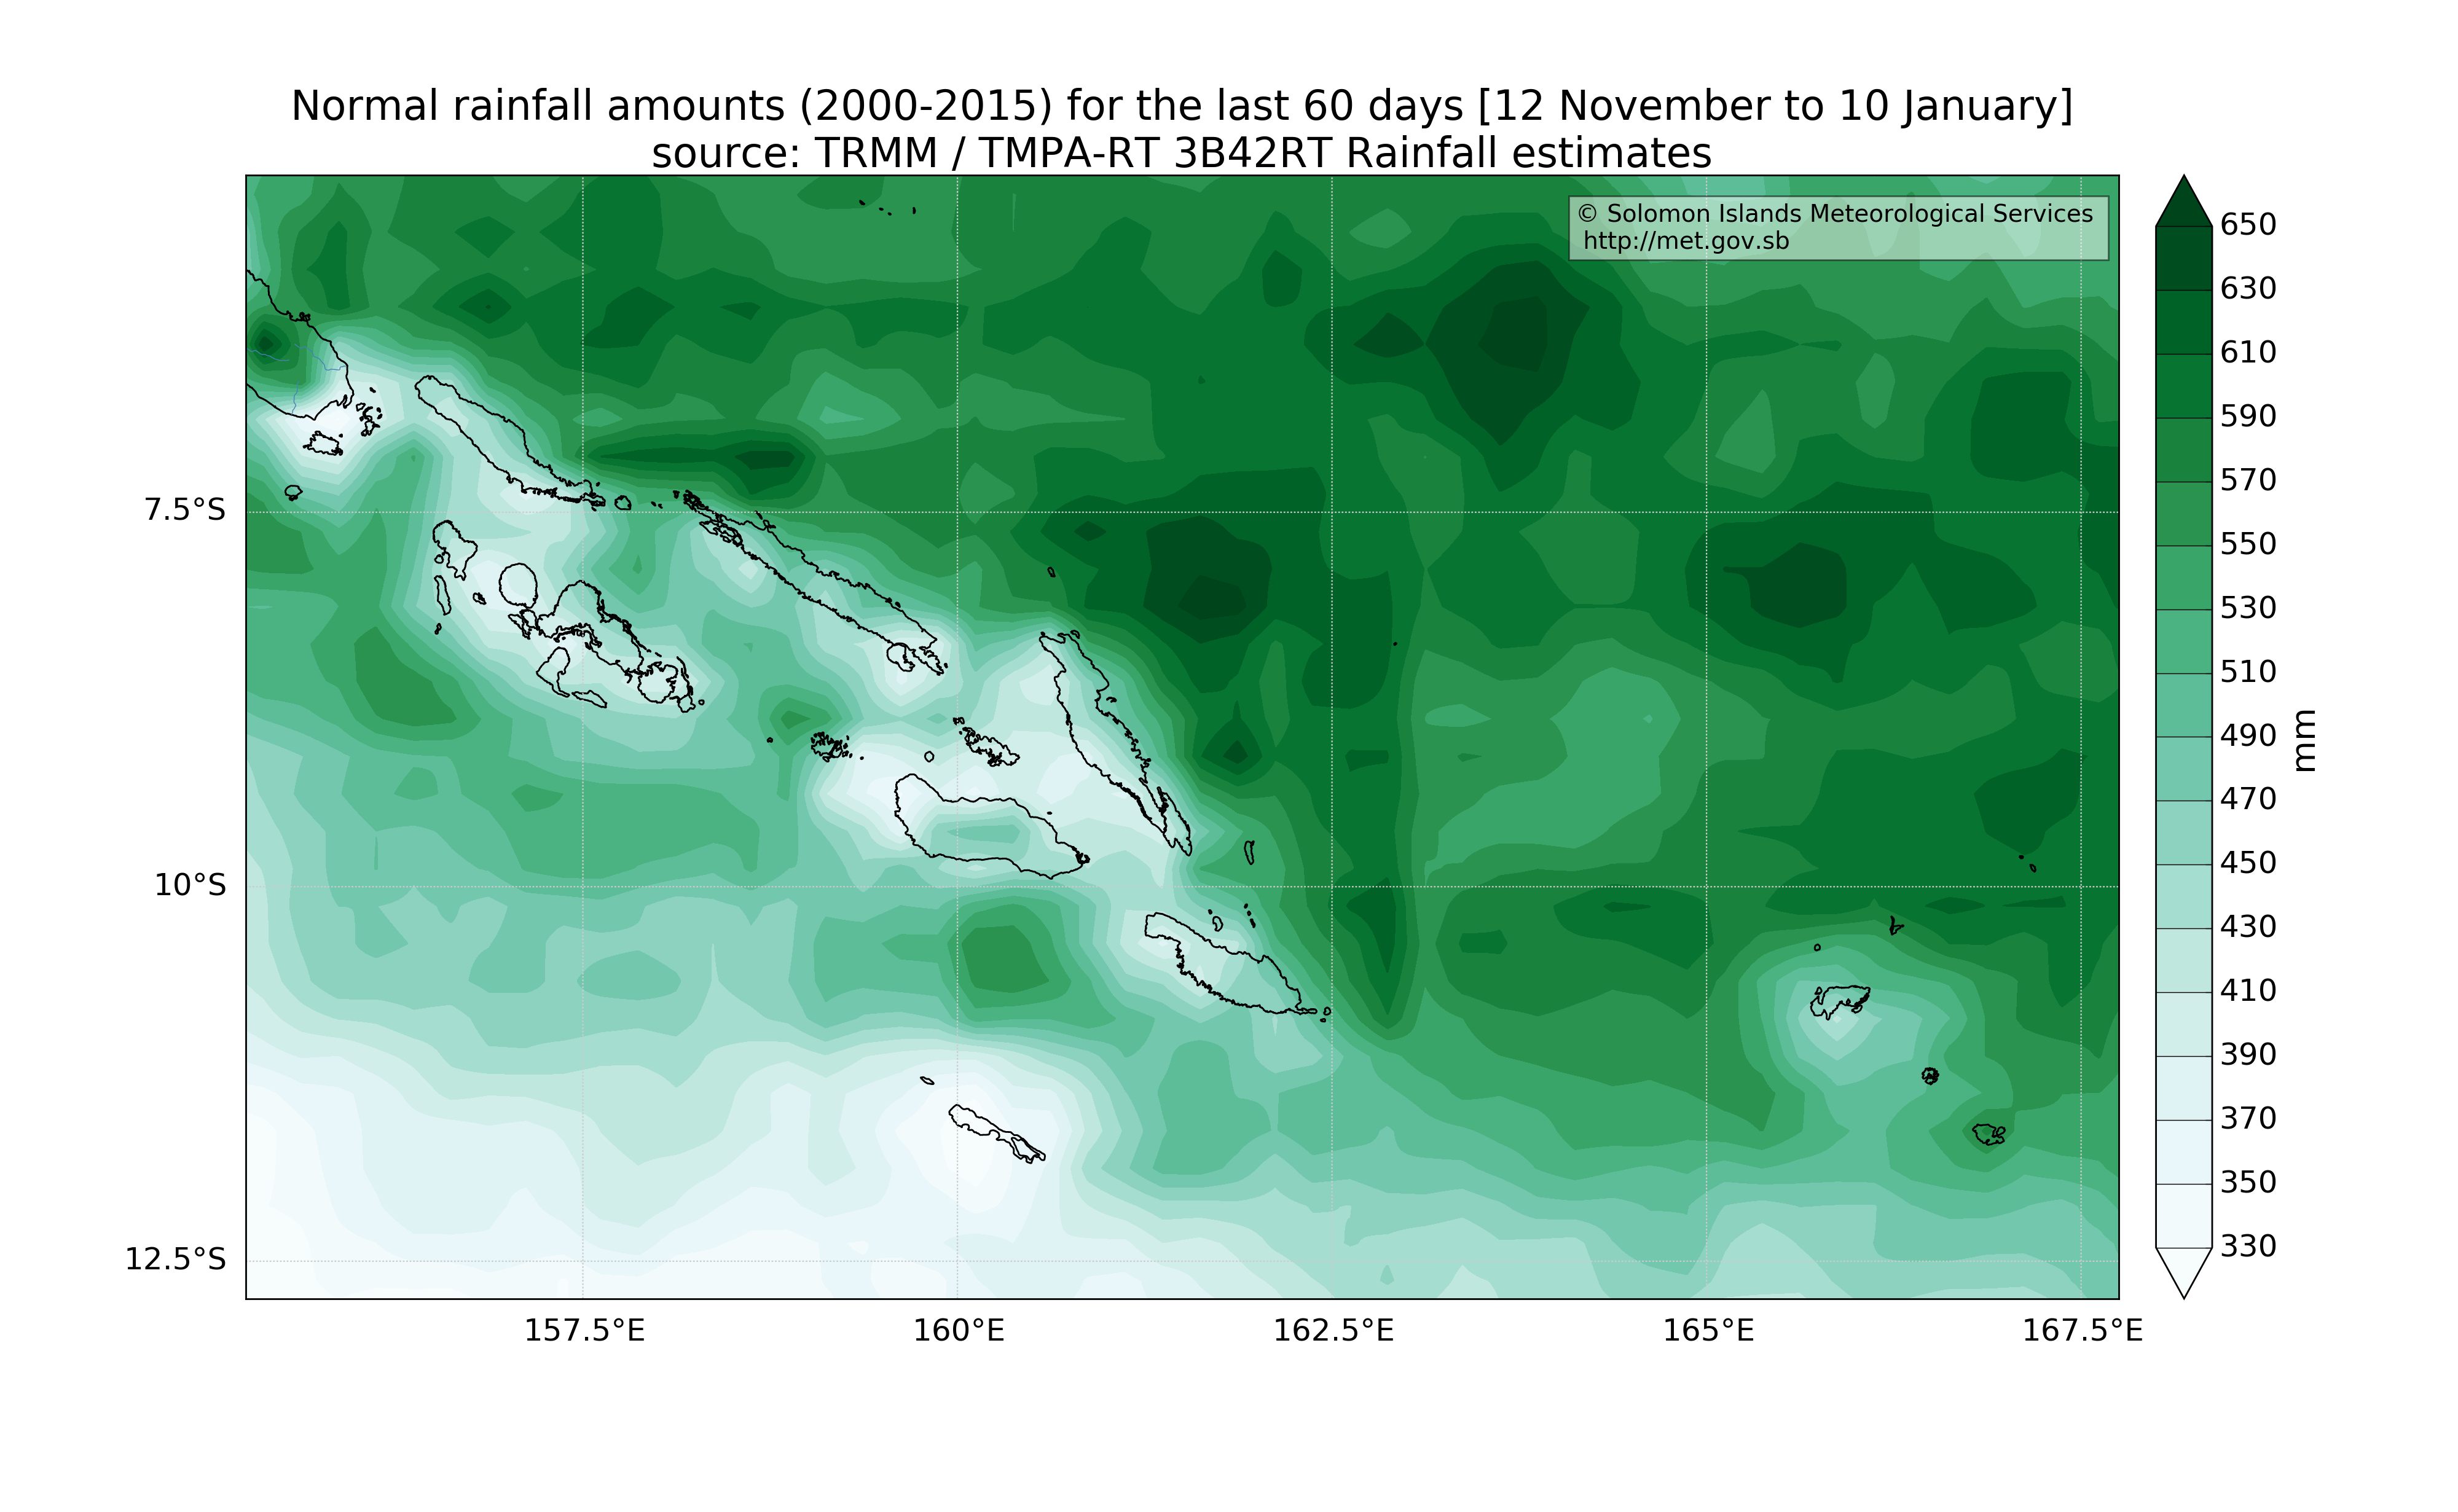 Normal rainfall amounts (2000-2015) for the last 60 days [12 November to 10 January]
source: TRMM / TMPA-RT 3B42RT Rainfall estimates
© Solomon Islands Meteorological Services
http://met.gov.sb
7.5°S
10°S
12.5°S
157.5°E
160°E
162.5°E
165°E
167.5°E
650
630
610
590
570
550
530
510
490
470
450
430
410
390
370
350
330
mm